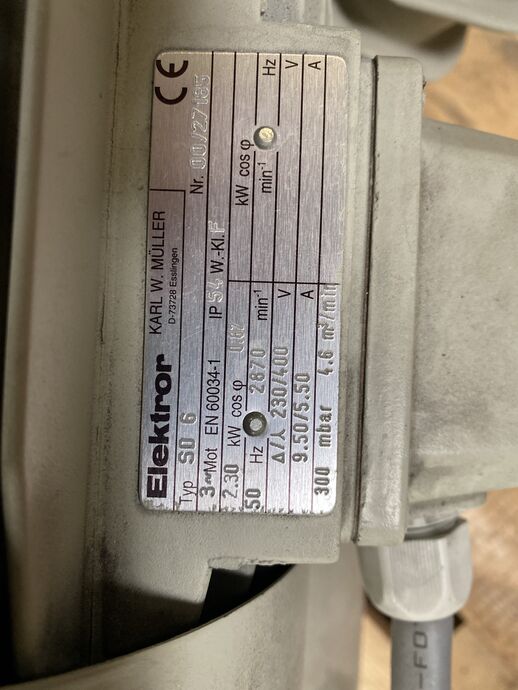 Elektror KARL W. MÜLLER
D-73728 Esslingen
CE
Typ SD 6 Nr. 00/27185
3~Mot EN 60034-1 IP 54 W.-Kl.F
2.30 kW cos φ kW cos φ
50 Hz 2870 min⁻¹ min⁻¹ Hz
Δ/⅄ 230/400 V V
9.50/5.50 A A
300 mbar 4.6 m³/min
-FO